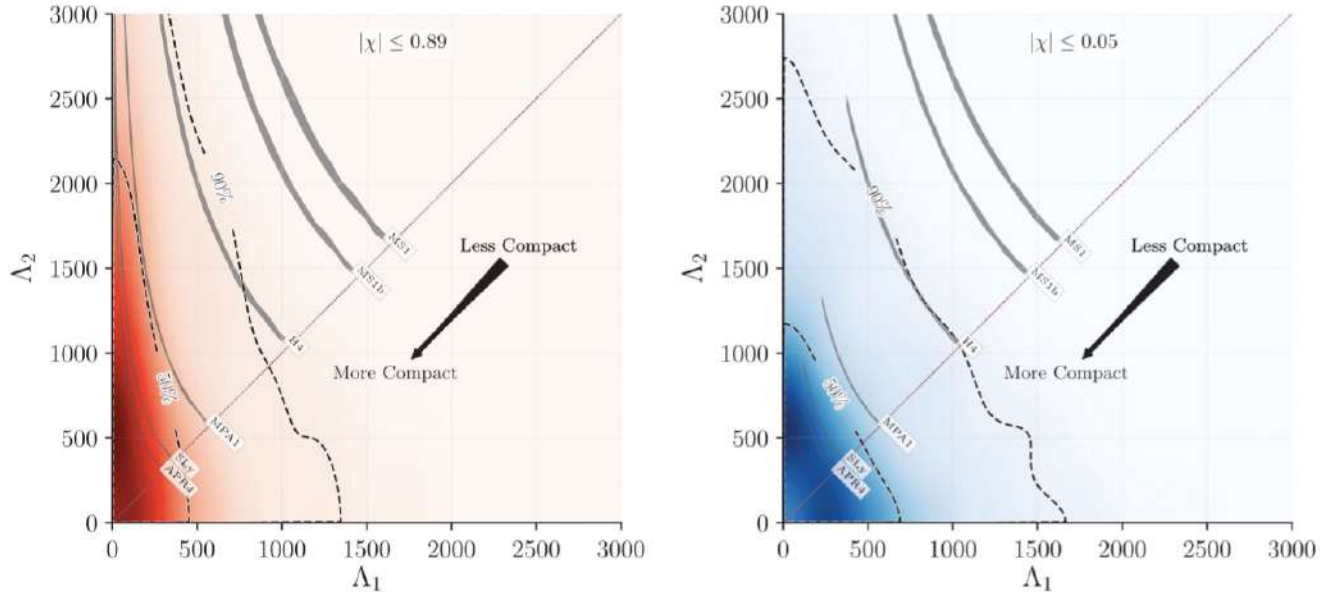 3000
2500
2000
1500
1000
500
0
Λ₂
0 500 1000 1500 2000 2500 3000
Λ₁
|χ| ≤ 0.89
90%
50%
MS1
MS1b
H4
MPA1
SLy
APR4
Less Compact
More Compact
3000
2500
2000
1500
1000
500
0
Λ₂
0 500 1000 1500 2000 2500 3000
Λ₁
|χ| ≤ 0.05
90%
50%
MS1
MS1b
H4
MPA1
SLy
APR4
Less Compact
More Compact